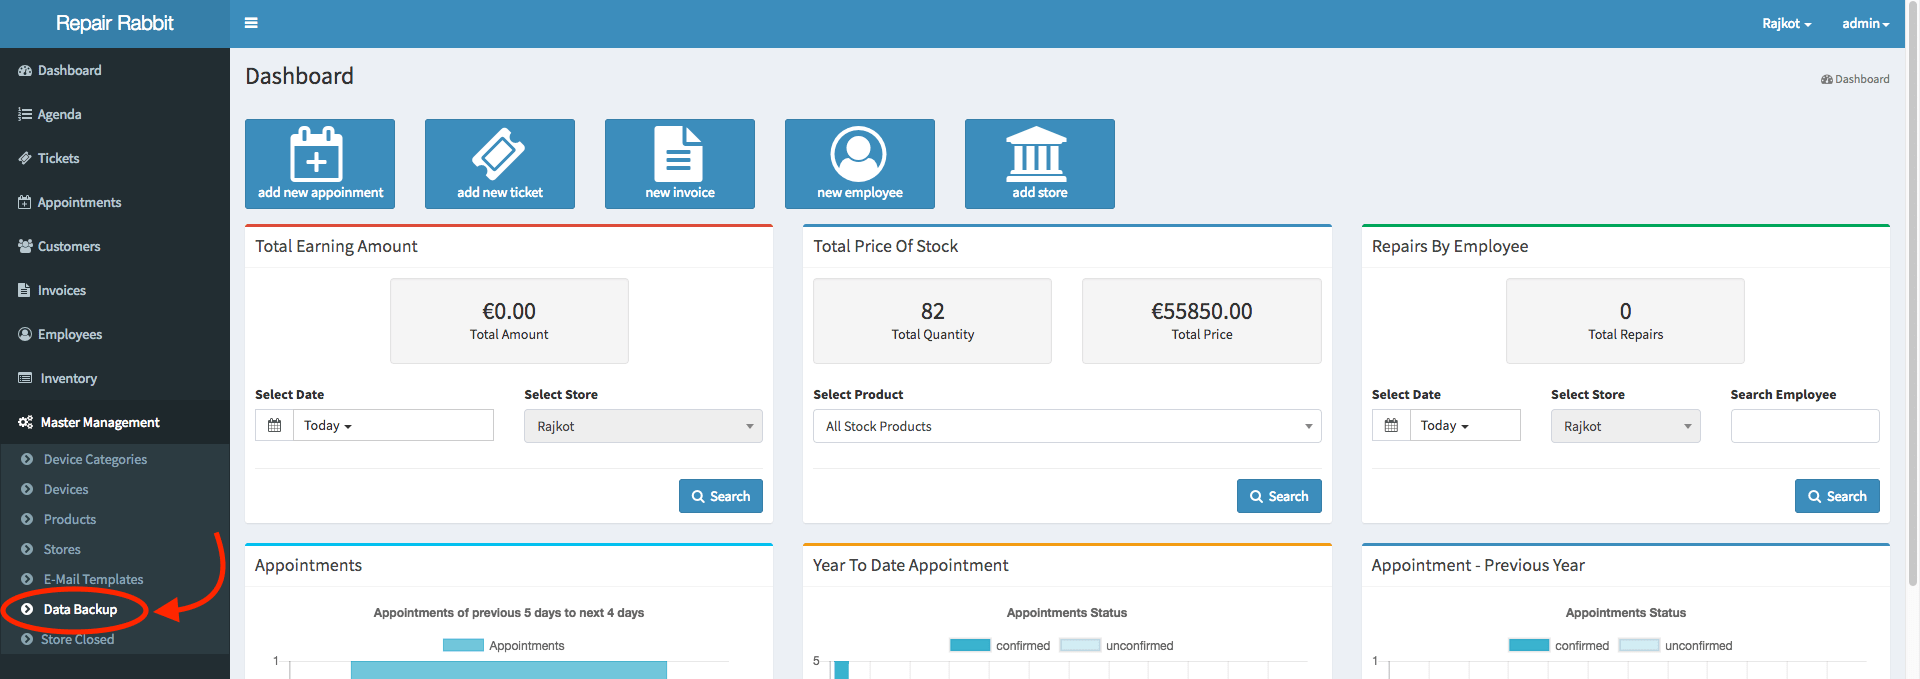 Repair Rabbit
Rajkot
admin
Dashboard
Agenda
Tickets
Appointments
Customers
Invoices
Employees
Inventory
Master Management
Device Categories
Devices
Products
Stores
E-Mail Templates
Data Backup
Store Closed
Dashboard
Dashboard
add new appoinment
add new ticket
new invoice
new employee
add store
Total Earning Amount
€0.00
Total Amount
Select Date
Select Store
Today
Rajkot
Search
Total Price Of Stock
82
Total Quantity
€55850.00
Total Price
Select Product
All Stock Products
Search
Repairs By Employee
0
Total Repairs
Select Date
Select Store
Search Employee
Today
Rajkot
Search
Appointments
Appointments of previous 5 days to next 4 days
Appointments
1
Year To Date Appointment
Appointments Status
confirmed
unconfirmed
5
Appointment - Previous Year
Appointments Status
confirmed
unconfirmed
1